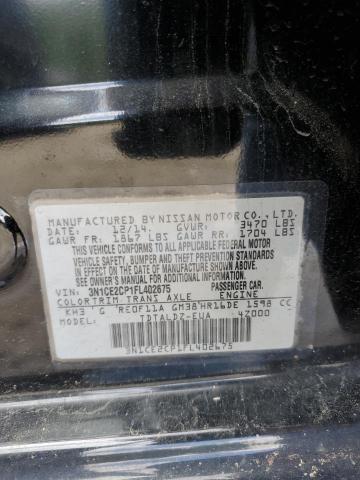 MANUFACTURED BY NISSAN MOTOR CO., LTD.
DATE: 12/14. GVWR: 3470 LBS
GAWR FR: 1867 LBS GAWR RR: 1704 LBS
THIS VEHICLE CONFORMS TO ALL APPLICABLE FEDERAL MOTOR
VEHICLE SAFETY, BUMPER, AND THEFT PREVENTION STANDARDS
IN EFFECT ON THE DATE OF MANUFACTURE SHOWN ABOVE.
SEE MANUAL FOR ADDITIONAL INFORMATION.
VIN: 3N1CE2CP1FL402675 PASSENGER CAR.
COLOR TRIM TRANS AXLE ENGINE
KH3 G RE0F11A GM38 HR16DE 1598 CC
MODEL: TDTALDZ-EUA 4Z000
3N1CE2CP1FL402675